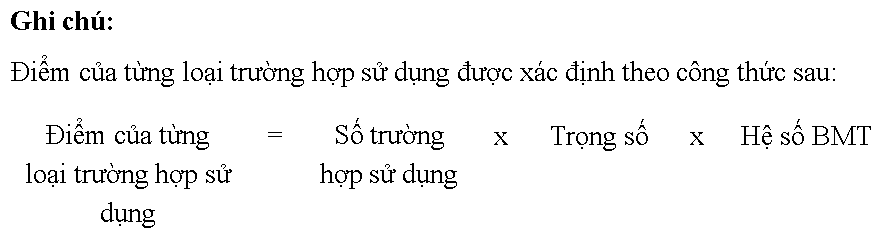 Ghi chú:
Điểm của từng loại trường hợp sử dụng được xác định theo công thức sau:
Điểm của từng = Số trường x Trọng số x Hệ số BMT
loại trường hợp sử hợp sử dụng
dụng